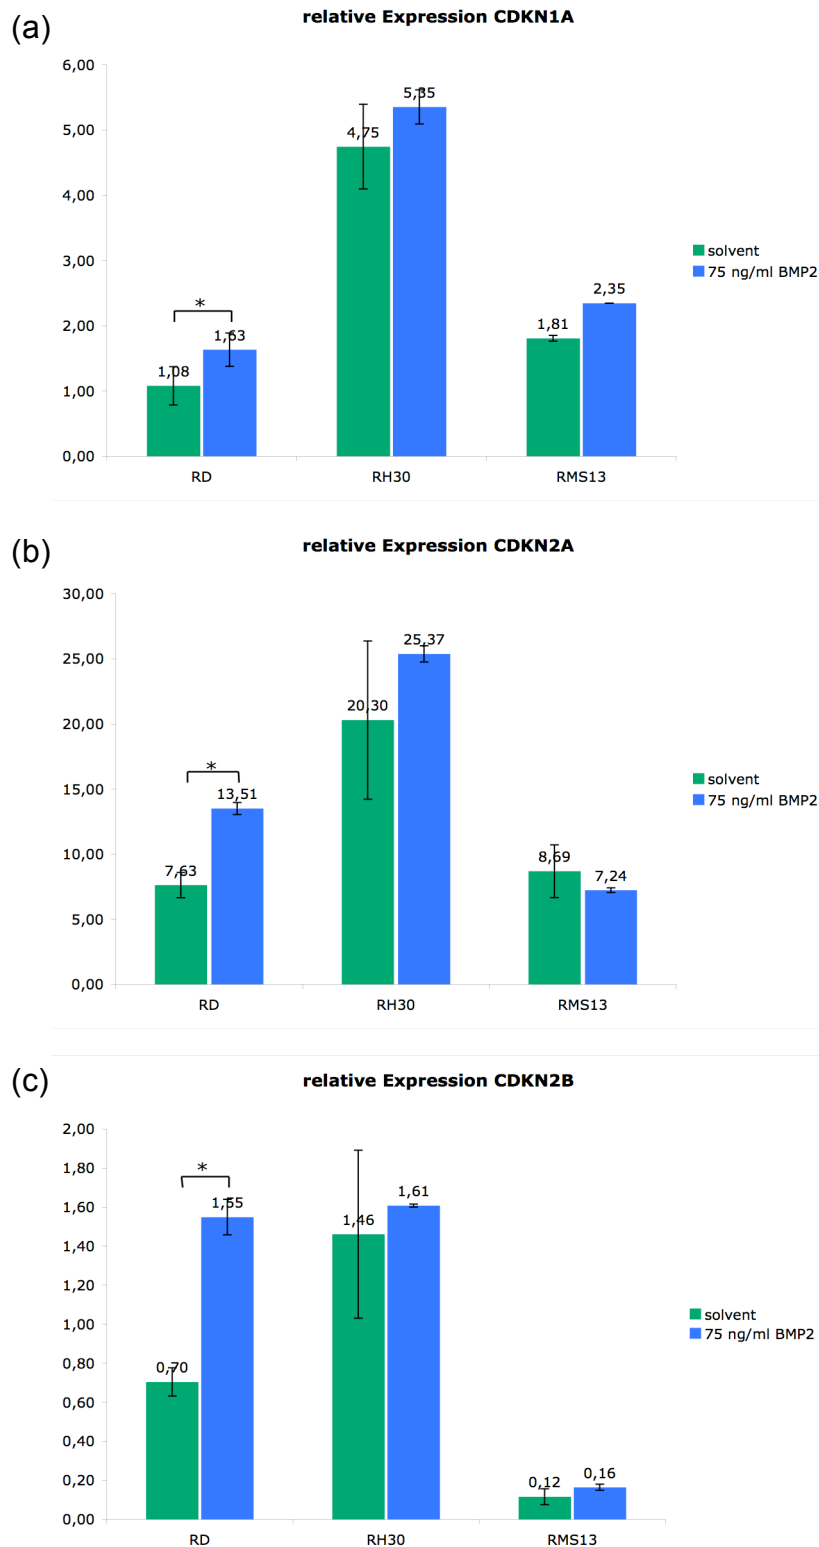 (a)
relative Expression CDKN1A
6,00
5,00
4,00
3,00
2,00
1,00
0,00
*
1,08
1,63
4,75
5,35
1,81
2,35
RD
RH30
RMS13
solvent
75 ng/ml BMP2
(b)
relative Expression CDKN2A
30,00
25,00
20,00
15,00
10,00
5,00
0,00
*
7,63
13,51
20,30
25,37
8,69
7,24
RD
RH30
RMS13
solvent
75 ng/ml BMP2
(c)
relative Expression CDKN2B
2,00
1,80
1,60
1,40
1,20
1,00
0,80
0,60
0,40
0,20
0,00
*
0,70
1,55
1,46
1,61
0,12
0,16
RD
RH30
RMS13
solvent
75 ng/ml BMP2